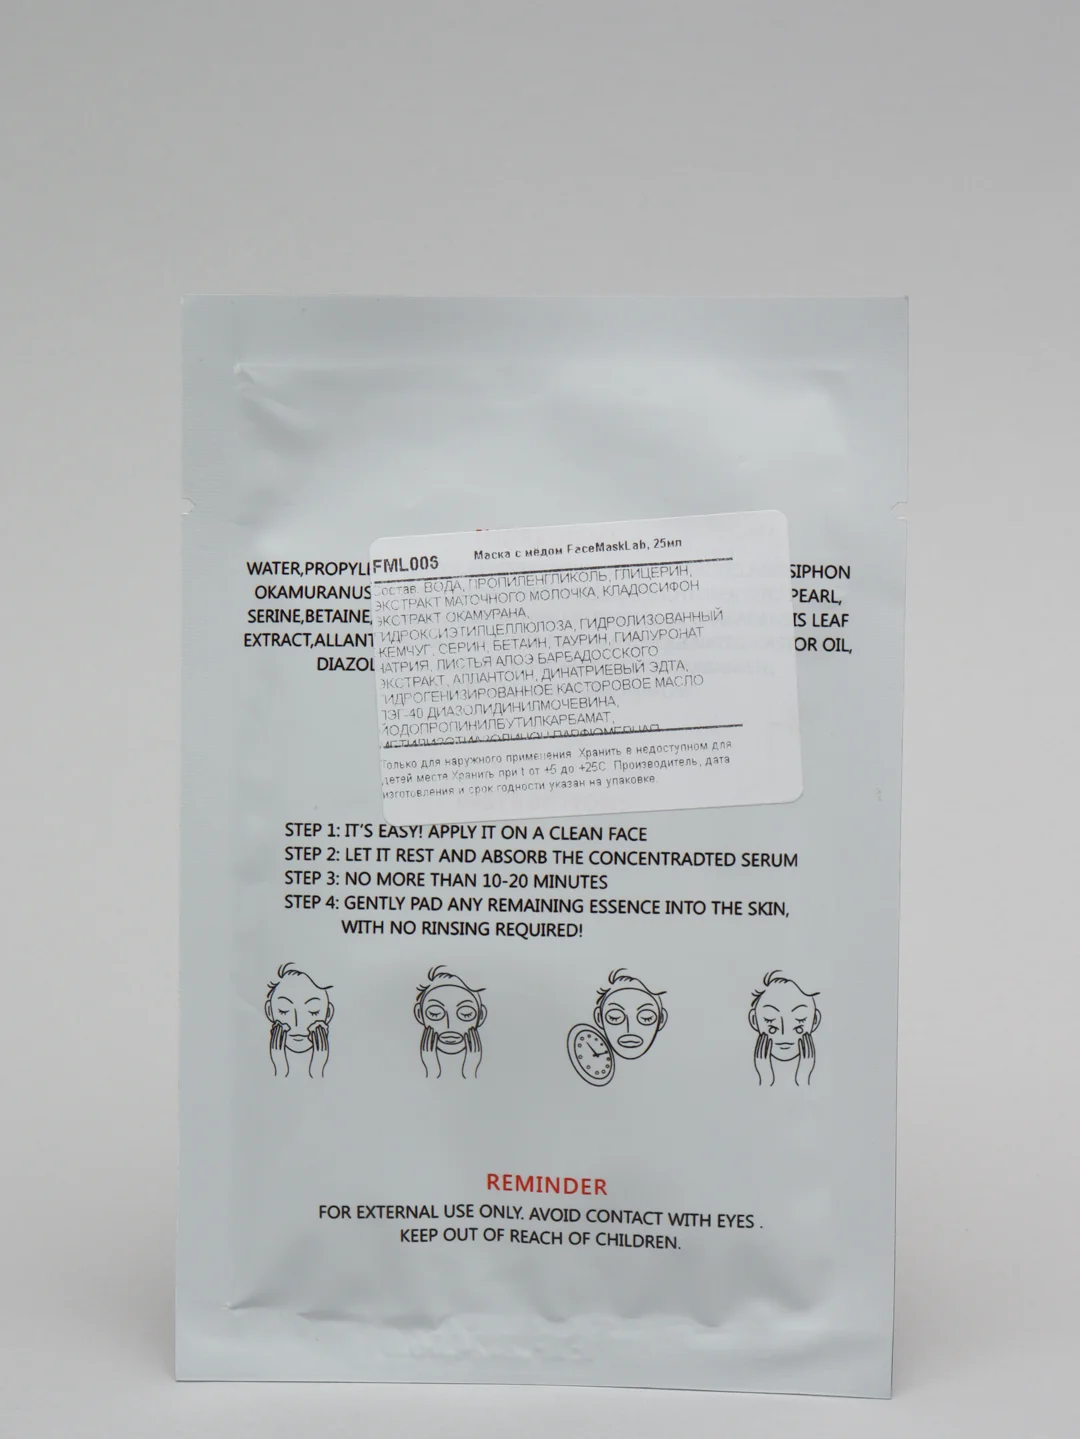 WATER,PROPYL
SIPHON
OKAMURANUS
PEARL,
SERINE,BETAINE,
IS LEAF
EXTRACT,ALLANT
OR OIL,
DIAZOL
FML006
Маска с мёдом FaceMaskLab, 25мл
Состав: ВОДА, ПРОПИЛЕНГЛИКОЛЬ, ГЛИЦЕРИН,
ЭКСТРАКТ МАТОЧНОГО МОЛОЧКА, КЛАДОСИФОН
ЭКСТРАКТ ОКАМУРАНА,
ГИДРОКСИЭТИЛЦЕЛЛЮЛОЗА, ГИДРОЛИЗОВАННЫЙ
ЖЕМЧУГ, СЕРИН, БЕТАИН, ТАУРИН, ГИАЛУРОНАТ
НАТРИЯ, ЛИСТЬЯ АЛОЭ БАРБАДОССКОГО
ЭКСТРАКТ, АЛЛАНТОИН, ДИНАТРИЕВЫЙ ЭДТА,
ГИДРОГЕНИЗИРОВАННОЕ КАСТОРОВОЕ МАСЛО
ПЭГ-40 ДИАЗОЛИДИНИЛМОЧЕВИНА,
ЙОДОПРОПИНИЛБУТИЛКАРБАМАТ,
Только для наружного применения. Хранить в недоступном для
детей месте Хранить при t от +5 до +25С. Производитель, дата
изготовления и срок годности указан на упаковке.
STEP 1: IT'S EASY! APPLY IT ON A CLEAN FACE
STEP 2: LET IT REST AND ABSORB THE CONCENTRADTED SERUM
STEP 3: NO MORE THAN 10-20 MINUTES
STEP 4: GENTLY PAD ANY REMAINING ESSENCE INTO THE SKIN,
WITH NO RINSING REQUIRED!
REMINDER
FOR EXTERNAL USE ONLY. AVOID CONTACT WITH EYES .
KEEP OUT OF REACH OF CHILDREN.